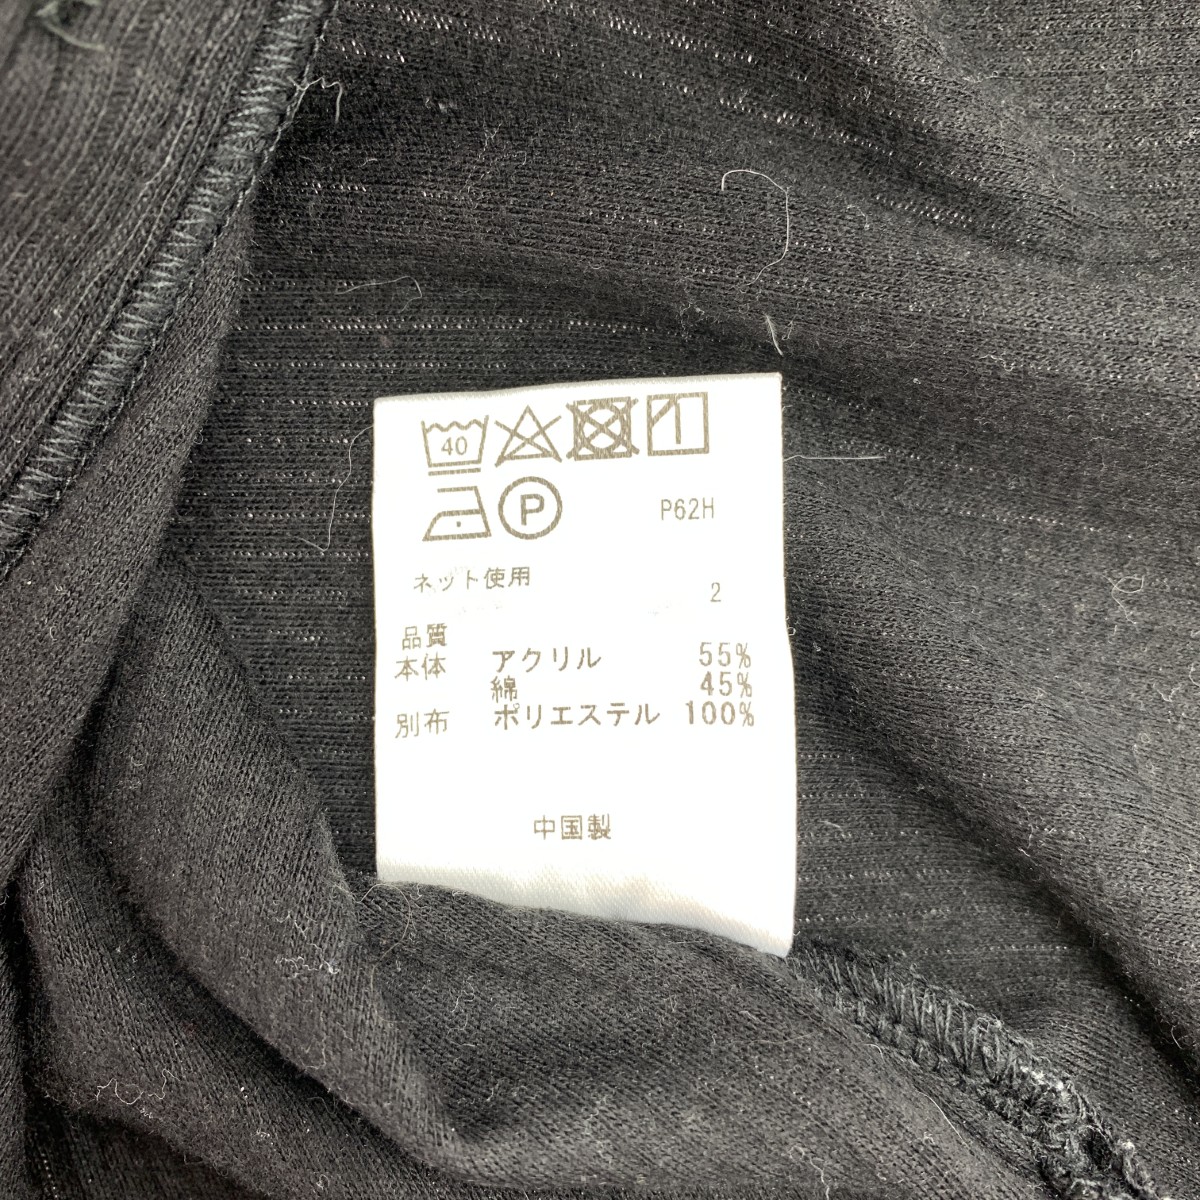 40
P P62H
ネット使用
2
品質
本体 アクリル 55%
綿 45%
別布 ポリエステル 100%
中国製